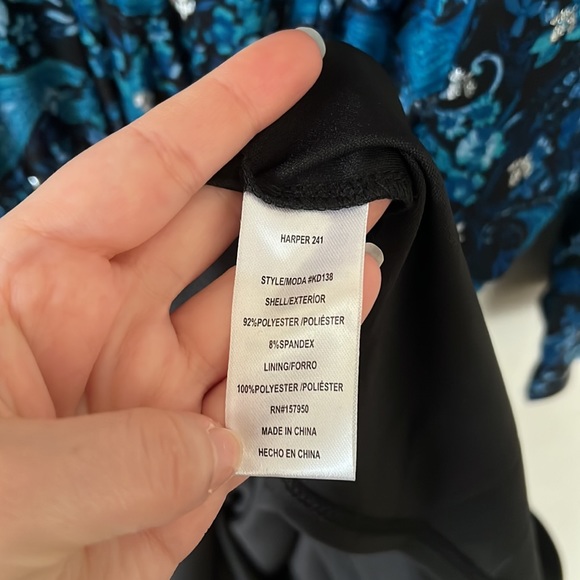 HARPER 241
STYLE/MODA #KD138
SHELL/EXTERIOR
92%POLYESTER /POLIÉSTER
8%SPANDEX
LINING/FORRO
100%POLYESTER /POLIÉSTER
RN#157950
MADE IN CHINA
HECHO EN CHINA